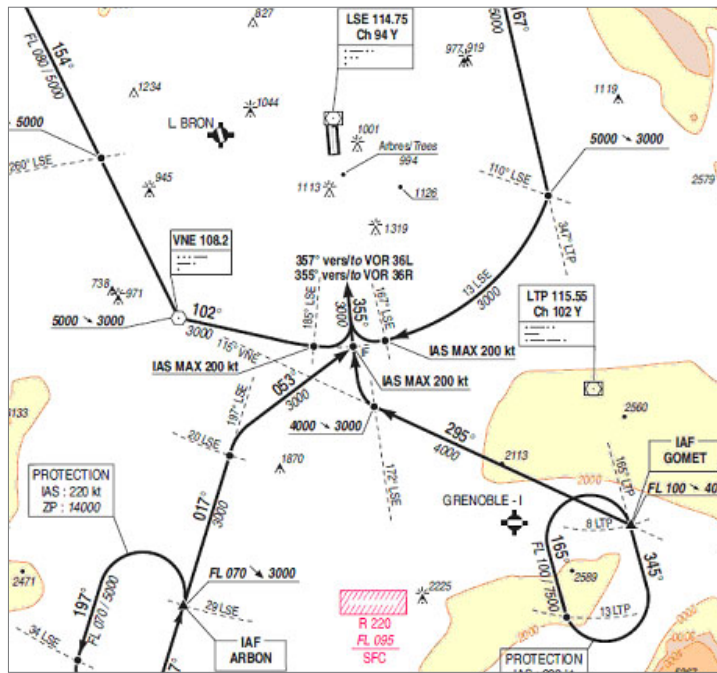 827
LSE 114.75
Ch 94 Y
167°
5000
977
919
154°
FL 080 / 5000
1234
1044
1119
L. BRON
5000
1001
Arbres/Trees
994
5000 ↘ 3000
260° LSE
945
1113
1126
110° LSE
2579
1319
347° LTP
VNE 108.2
357° vers/to VOR 36L
355° vers/to VOR 36R
13 LSE
3000
738
971
185° LSE
355°
3000
167° LSE
LTP 115.55
Ch 102 Y
5000 ↘ 3000
102°
3000
115° VNE
IAS MAX 200 kt
IAS MAX 200 kt
IAS MAX 200 kt
053°
3000
3133
197° LSE
4000 ↘ 3000
2560
295°
4000
20 LSE
1870
172° LSE
2113
IAF
GOMET
PROTECTION
IAS : 220 kt
ZIP : 14000
2000
165° LTP
FL 100 ↘ 40
017°
3000
GRENOBLE - I
8 LTP
2471
197°
FL 070 / 5000
FL 070 ↘ 3000
165°
FL 100 / 7500
2589
345°
2225
29 LSE
13 LTP
R 220
FL 095
SFC
34 LSE
IAF
ARBON
2000
PROTECTION